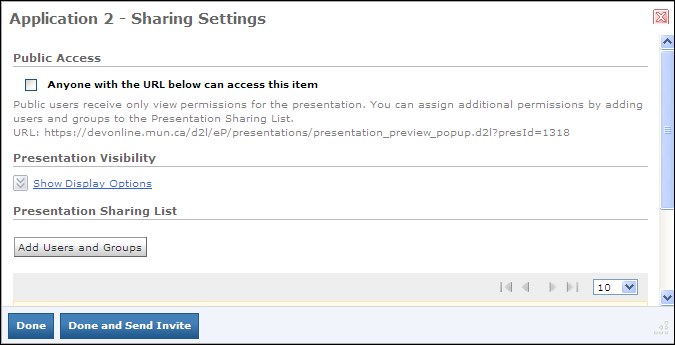 Application 2 - Sharing Settings
Public Access
Anyone with the URL below can access this item
Public users receive only view permissions for the presentation. You can assign additional permissions by adding
users and groups to the Presentation Sharing List.
URL: https://devonline.mun.ca/d2l/eP/presentations/presentation_preview_popup.d2l?presId=1318
Presentation Visibility
Show Display Options
Presentation Sharing List
Add Users and Groups
10
Done
Done and Send Invite